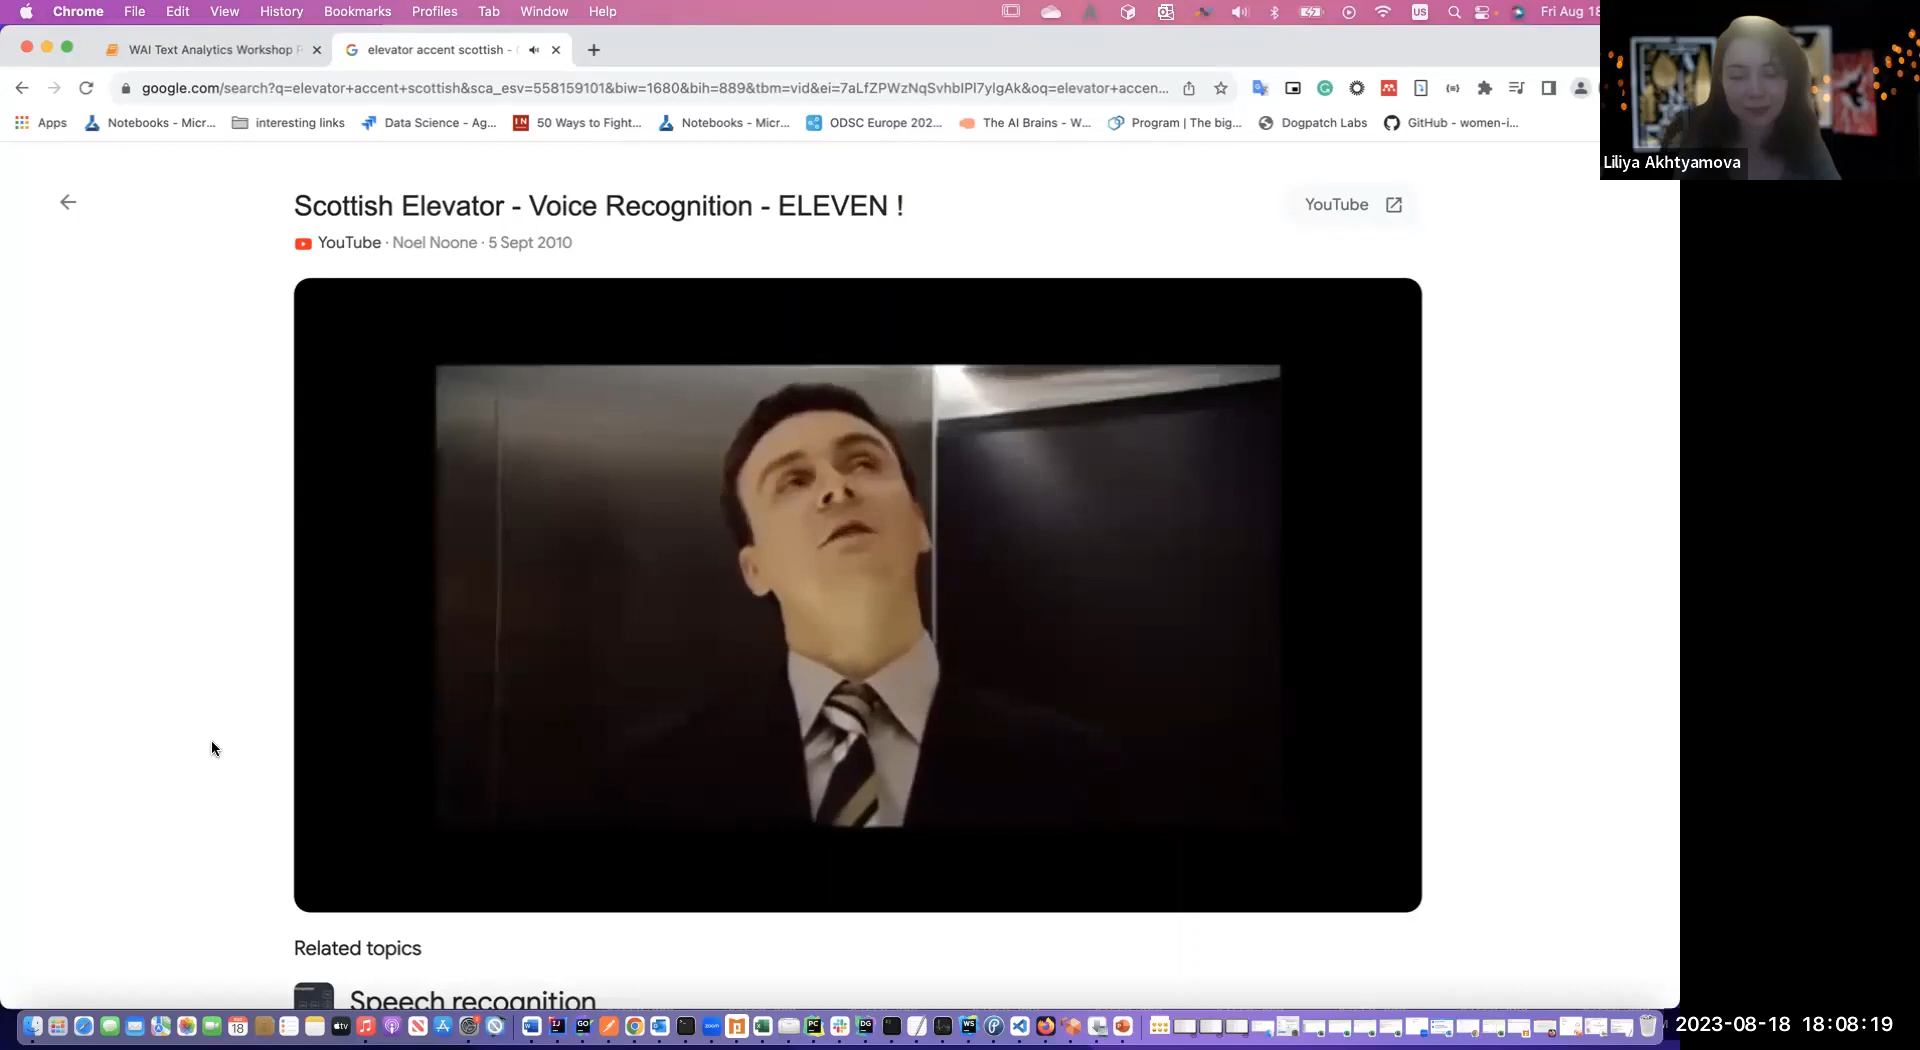 Chrome File Edit View History Bookmarks Profiles Tab Window Help US Fri Aug 18
WAI Text Analytics Workshop elevator accent scottish -
google.com/search?q=elevator+accent+scottish&sca_esv=558159101&biw=1680&bih=889&tbm=vid&ei=7aLfZPWzNqSvhbIPl7yIgAk&oq=elevator+accen...
Apps Notebooks - Micr... interesting links Data Science - Ag... 50 Ways to Fight... Notebooks - Micr... ODSC Europe 202... The AI Brains - W... Program | The big... Dogpatch Labs GitHub - women-i...
Liliya Akhtyamova
Scottish Elevator - Voice Recognition - ELEVEN !
YouTube
YouTube · Noel Noone · 5 Sept 2010
Related topics
Speech recognition
2023-08-18 18:08:19